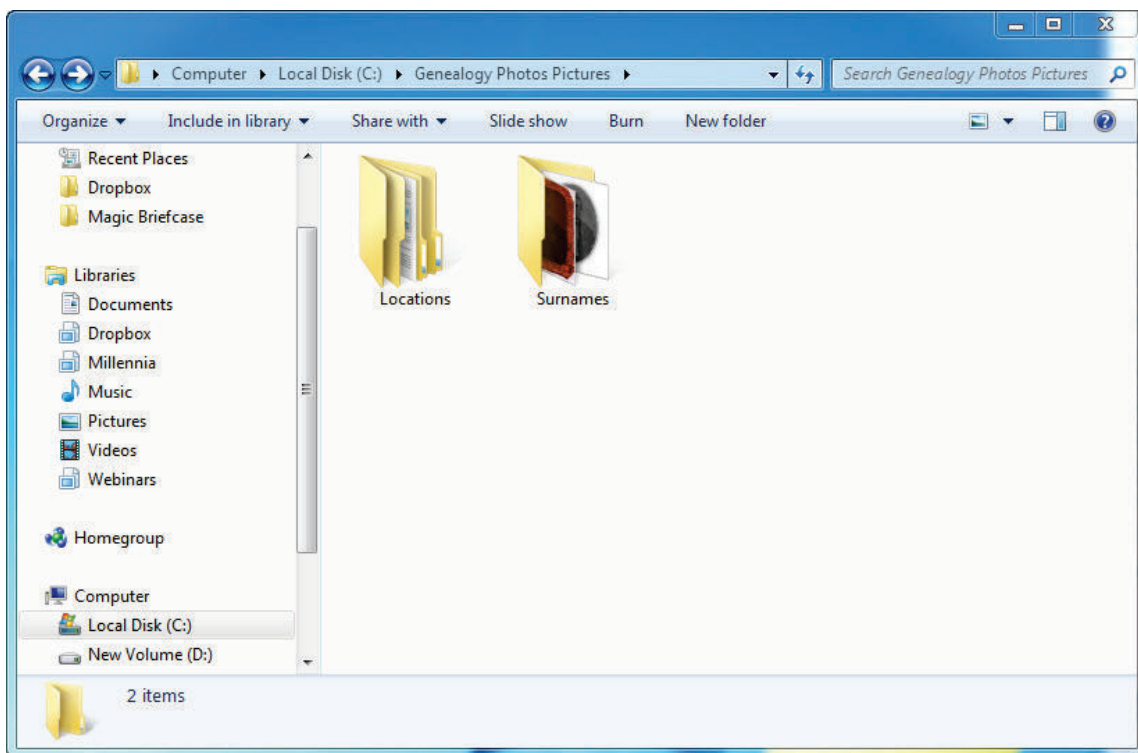 Computer Local Disk (C:) Genealogy Photos Pictures
Search Genealogy Photos Pictures
Organize Include in library Share with Slide show Burn New folder
Recent Places
Dropbox
Magic Briefcase
Libraries
Documents
Dropbox
Millennia
Music
Pictures
Videos
Webinars
Homegroup
Computer
Local Disk (C:)
New Volume (D:)
Locations
Surnames
2 items